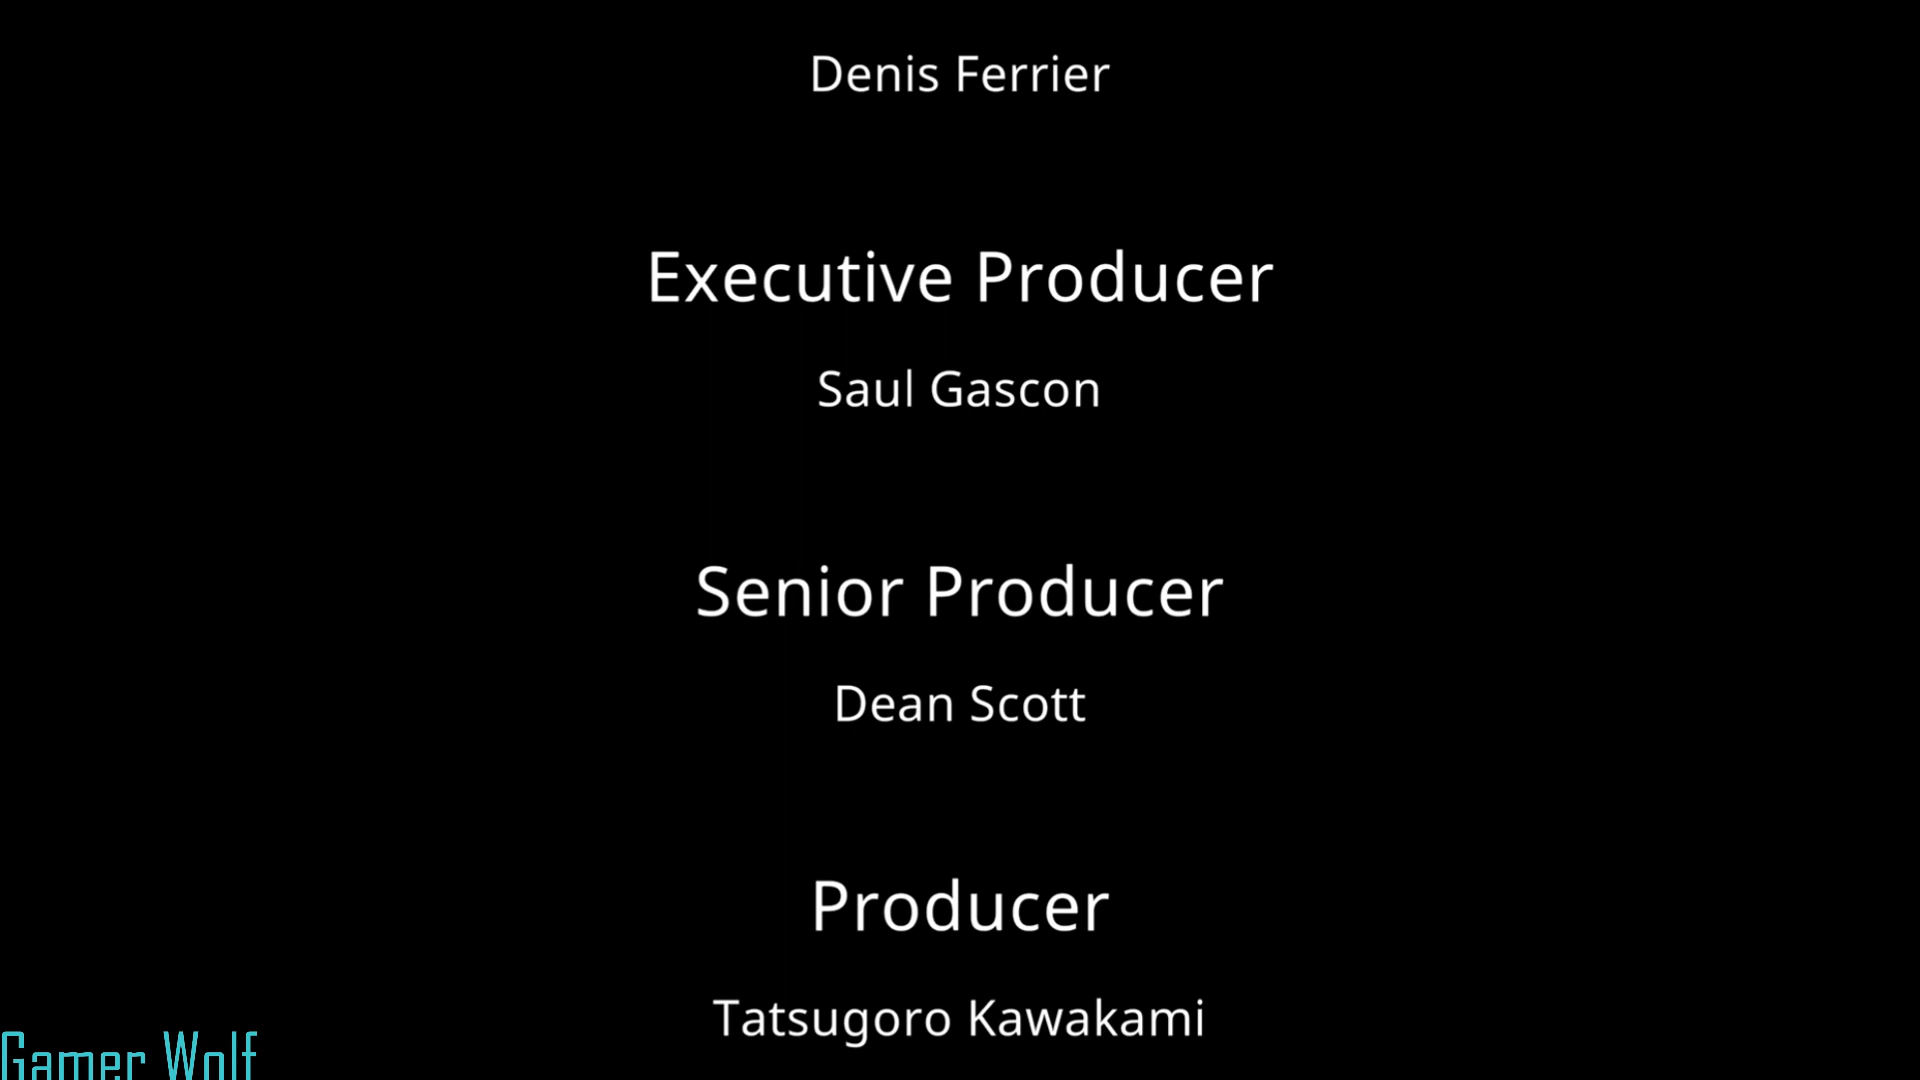 Denis Ferrier
Executive Producer
Saul Gascon
Senior Producer
Dean Scott
Producer
Tatsugoro Kawakami
Gamer Wolf